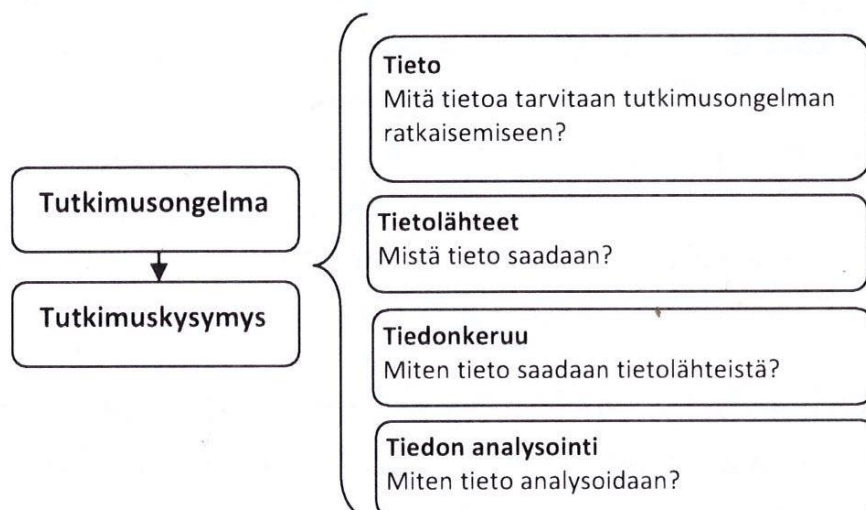 Tutkimusongelma
Tutkimuskysymys
Tieto
Mitä tietoa tarvitaan tutkimusongelman
ratkaisemiseen?
Tietolähteet
Mistä tieto saadaan?
Tiedonkeruu
Miten tieto saadaan tietolähteistä?
Tiedon analysointi
Miten tieto analysoidaan?